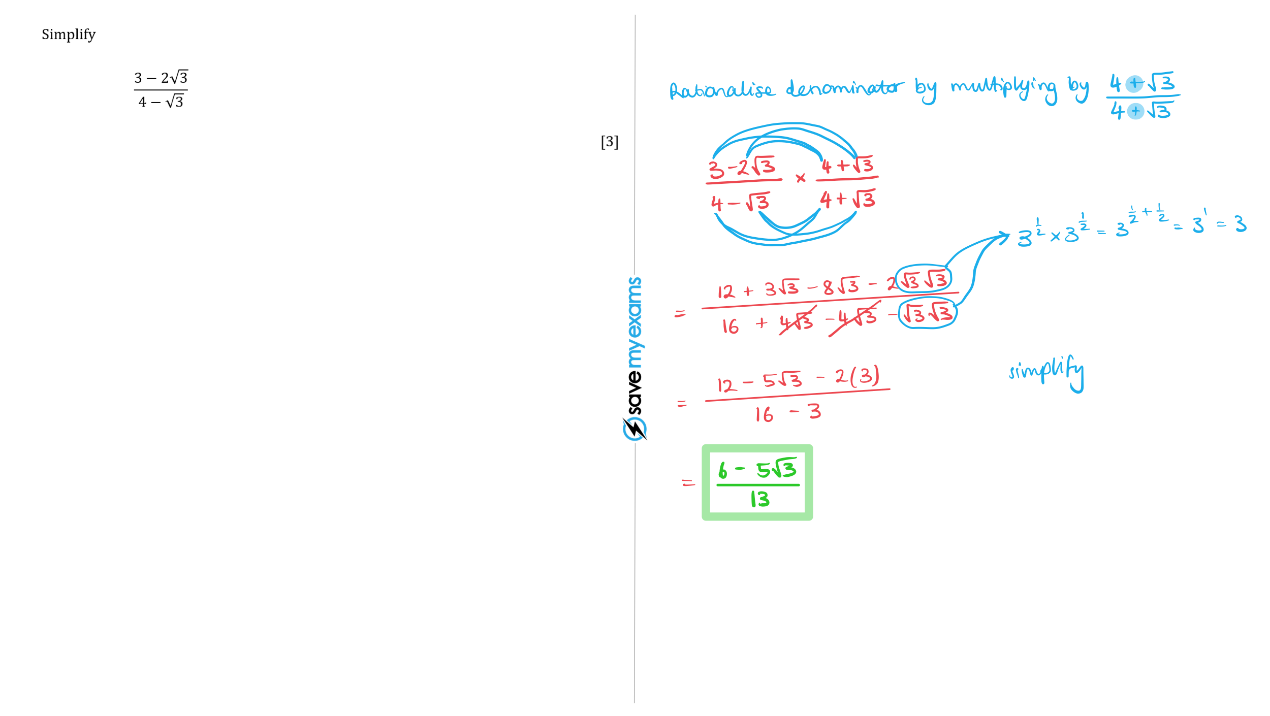 Simplify
3 − 2√3
4 − √3
[3]
Rationalise denominator by multiplying by 4 + √3
4 + √3
3 − 2√3 × 4 + √3
4 − √3   4 + √3
3^½ × 3^½ = 3^(½ + ½) = 3^1 = 3
12 + 3√3 − 8√3 − 2√3 √3
=
16 + 4√3 − 4√3 − √3 √3
simplify
12 − 5√3 − 2(3)
=
16 − 3
6 − 5√3
=
13
save my exams